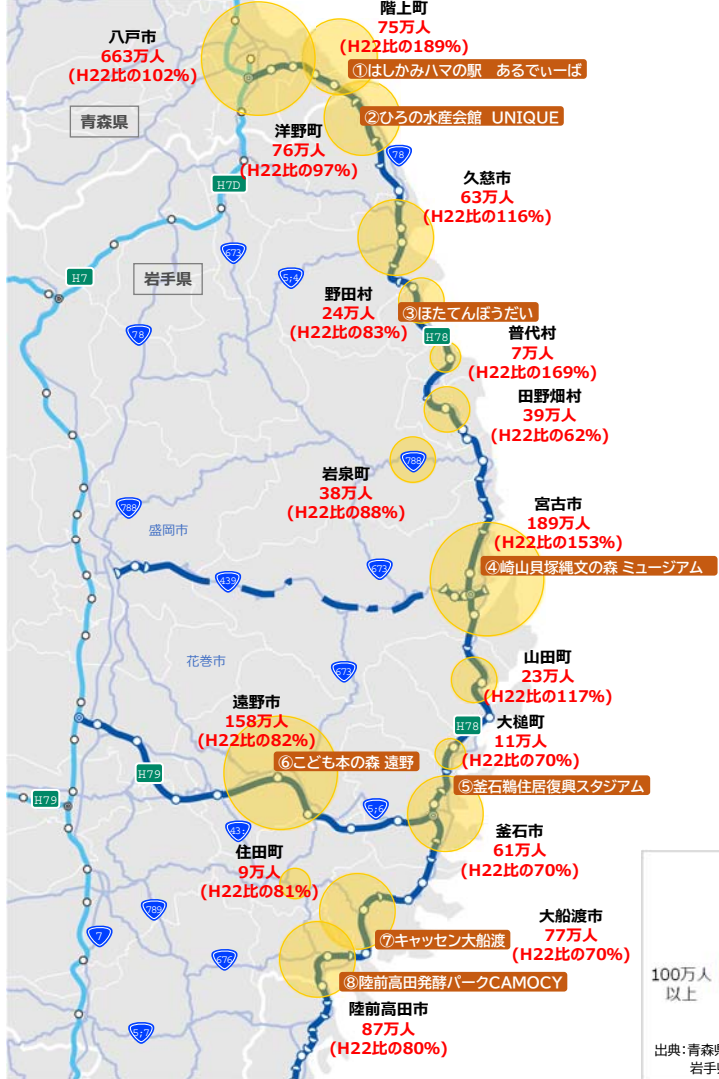 階上町
75万人
(H22比の189%)
八戸市
663万人
(H22比の102%)
①はしかみハマの駅 あるでぃーば
②ひろの水産会館 UNIQUE
青森県
洋野町
76万人
(H22比の97%)
78
久慈市
63万人
(H22比の116%)
H7D
673
5;4
H7
岩手県
野田村
24万人
(H22比の83%)
③ほたてんぼうだい
78
H78
普代村
7万人
(H22比の169%)
田野畑村
39万人
(H22比の62%)
788
岩泉町
38万人
(H22比の88%)
788
盛岡市
宮古市
189万人
(H22比の153%)
④崎山貝塚縄文の森 ミュージアム
673
439
花巻市
673
山田町
23万人
(H22比の117%)
遠野市
158万人
(H22比の82%)
H78
大槌町
11万人
(H22比の70%)
⑥こども本の森 遠野
H79
⑤釜石鵜住居復興スタジアム
H79
5;6
43:
釜石市
61万人
(H22比の70%)
住田町
9万人
(H22比の81%)
789
大船渡市
77万人
(H22比の70%)
7
⑦キャッセン大船渡
676
⑧陸前高田発酵パークCAMOCY
100万人
以上
陸前高田市
87万人
(H22比の80%)
5;7
出典:青森県
岩手県